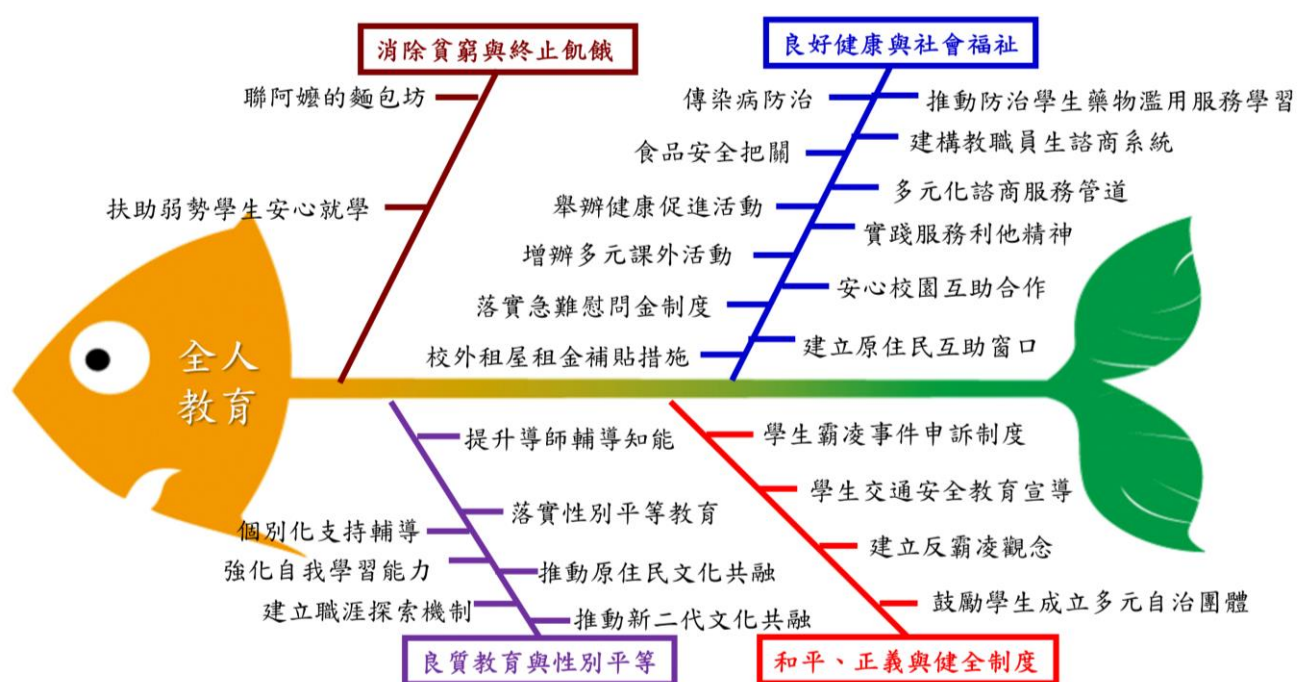 消除貧窮與終止飢餓
聯阿嬤的麵包坊
扶助弱勢學生安心就學
良好健康與社會福祉
傳染病防治
推動防治學生藥物濫用服務學習
食品安全把關
建構教職員生諮商系統
舉辦健康促進活動
多元化諮商服務管道
增辦多元課外活動
實踐服務利他精神
落實急難慰問金制度
安心校園互助合作
校外租屋租金補貼措施
建立原住民互助窗口
全人
教育
提升導師輔導知能
落實性別平等教育
個別化支持輔導
強化自我學習能力
推動原住民文化共融
建立職涯探索機制
推動新二代文化共融
良質教育與性別平等
學生霸凌事件申訴制度
學生交通安全教育宣導
建立反霸凌觀念
鼓勵學生成立多元自治團體
和平、正義與健全制度